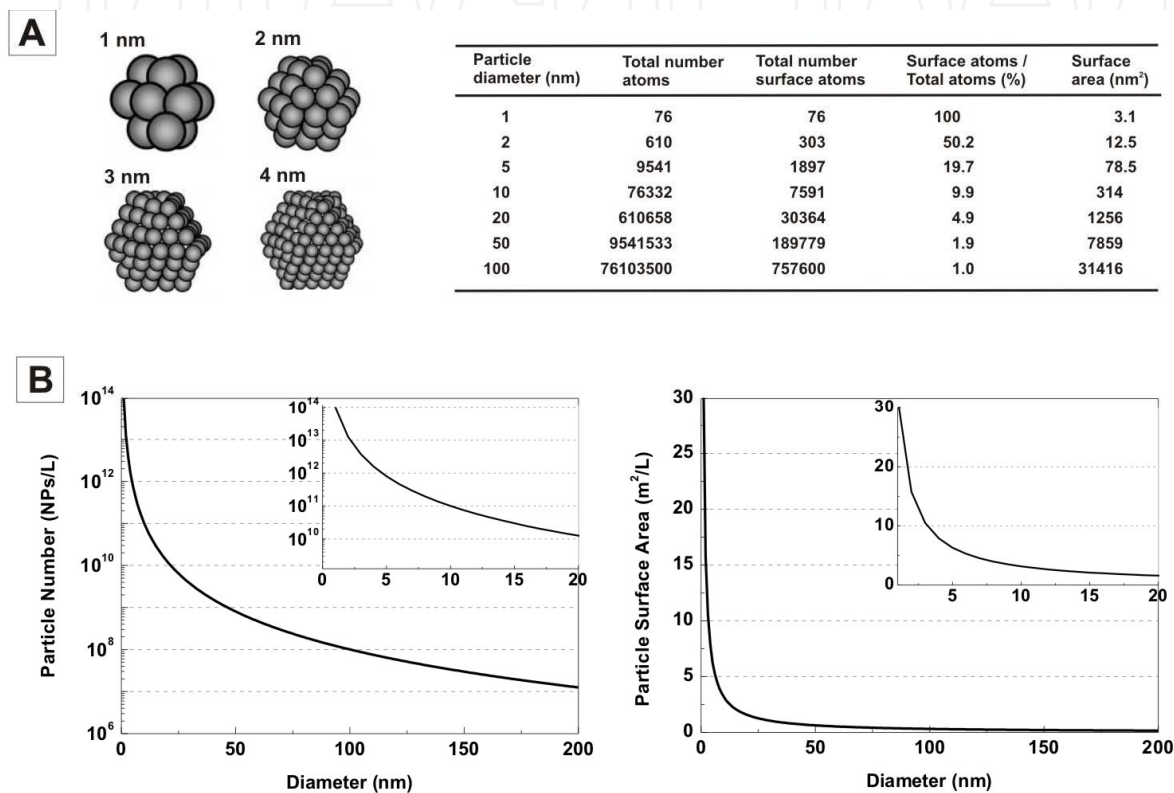 A
1 nm
2 nm
3 nm
4 nm
Particle diameter (nm) Total number atoms Total number surface atoms Surface atoms / Total atoms (%) Surface area (nm²)
1 76 76 100 3.1
2 610 303 50.2 12.5
5 9541 1897 19.7 78.5
10 76332 7591 9.9 314
20 610658 30364 4.9 1256
50 9541533 189779 1.9 7859
100 76103500 757600 1.0 31416
B
Particle Number (NPs/L)
10¹⁴
10¹²
10¹⁰
10⁸
10⁶
0 50 100 150 200
Diameter (nm)
10¹⁴
10¹³
10¹²
10¹¹
10¹⁰
0 5 10 15 20
Particle Surface Area (m²/L)
30
25
20
15
10
5
0
0 50 100 150 200
Diameter (nm)
30
20
10
0
5 10 15 20